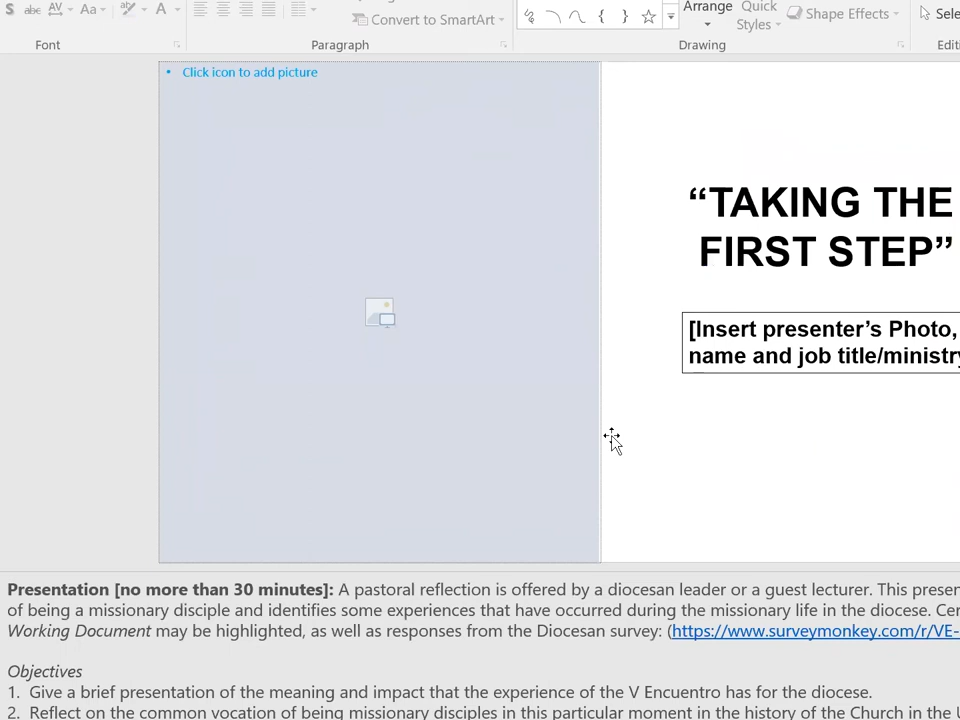 S abc AV Aa A
Convert to SmartArt
Arrange
Quick
Styles
Shape Effects
Sele
Font
Paragraph
Drawing
Editi
• Click icon to add picture
“TAKING THE
FIRST STEP”
[Insert presenter’s Photo,
name and job title/ministry
Presentation [no more than 30 minutes]: A pastoral reflection is offered by a diocesan leader or a guest lecturer. This presen
of being a missionary disciple and identifies some experiences that have occurred during the missionary life in the diocese. Cer
Working Document may be highlighted, as well as responses from the Diocesan survey: (https://www.surveymonkey.com/r/VE-
Objectives
1. Give a brief presentation of the meaning and impact that the experience of the V Encuentro has for the diocese.
2. Reflect on the common vocation of being missionary disciples in this particular moment in the history of the Church in the U